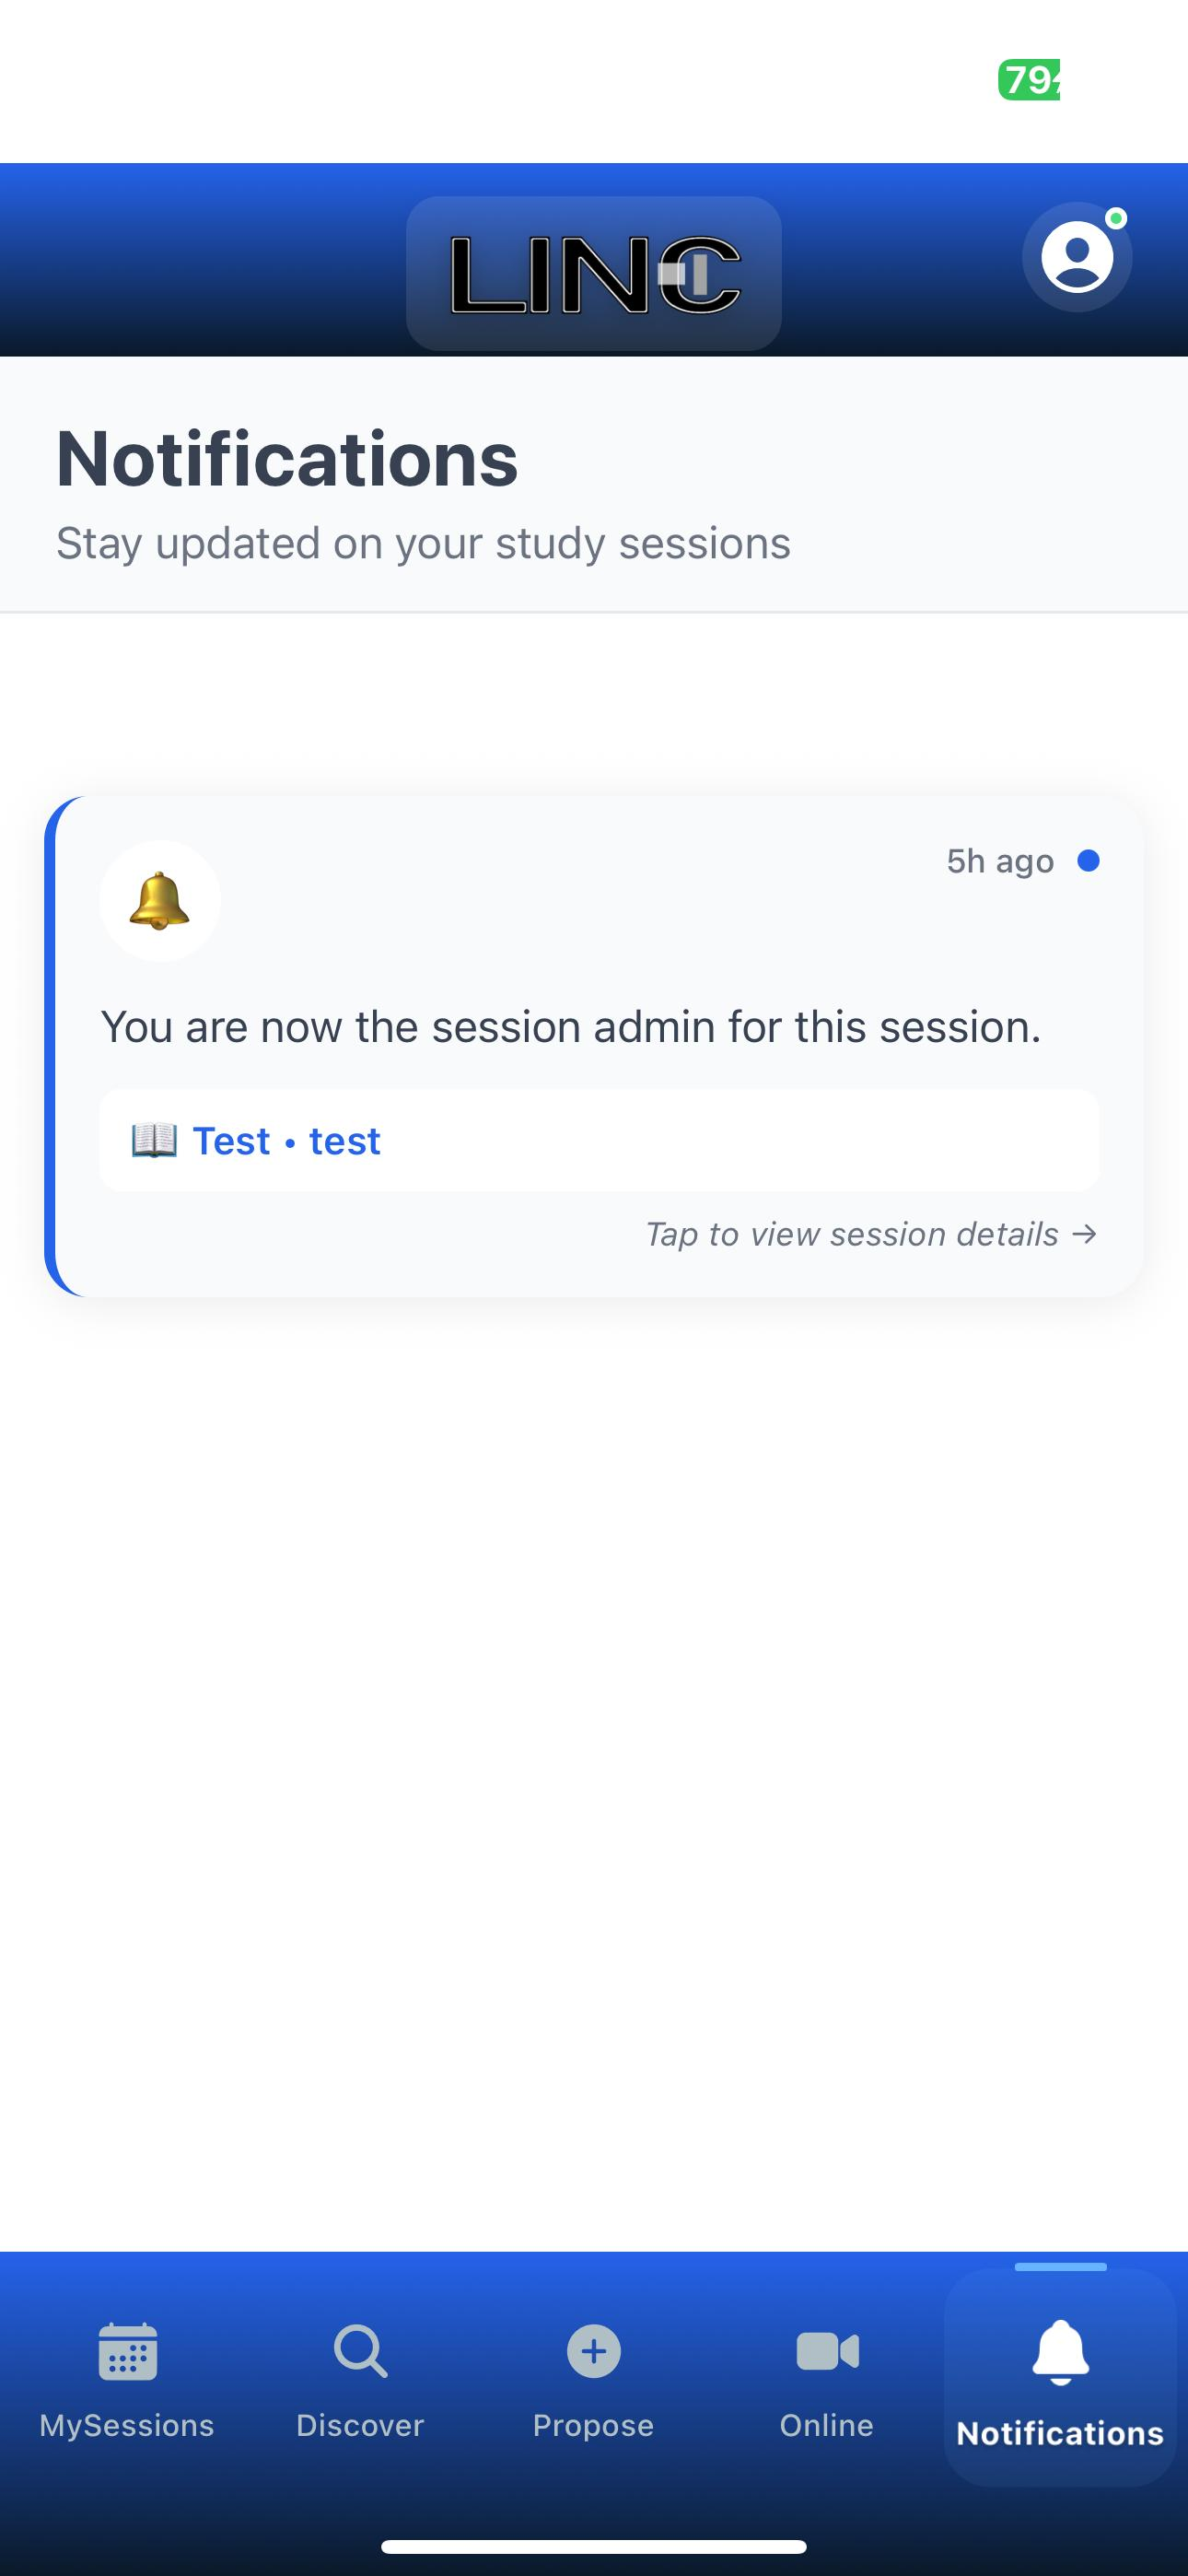 79
LINC
Notifications
Stay updated on your study sessions
5h ago
You are now the session admin for this session.
Test • test
Tap to view session details →
MySessions
Discover
Propose
Online
Notifications